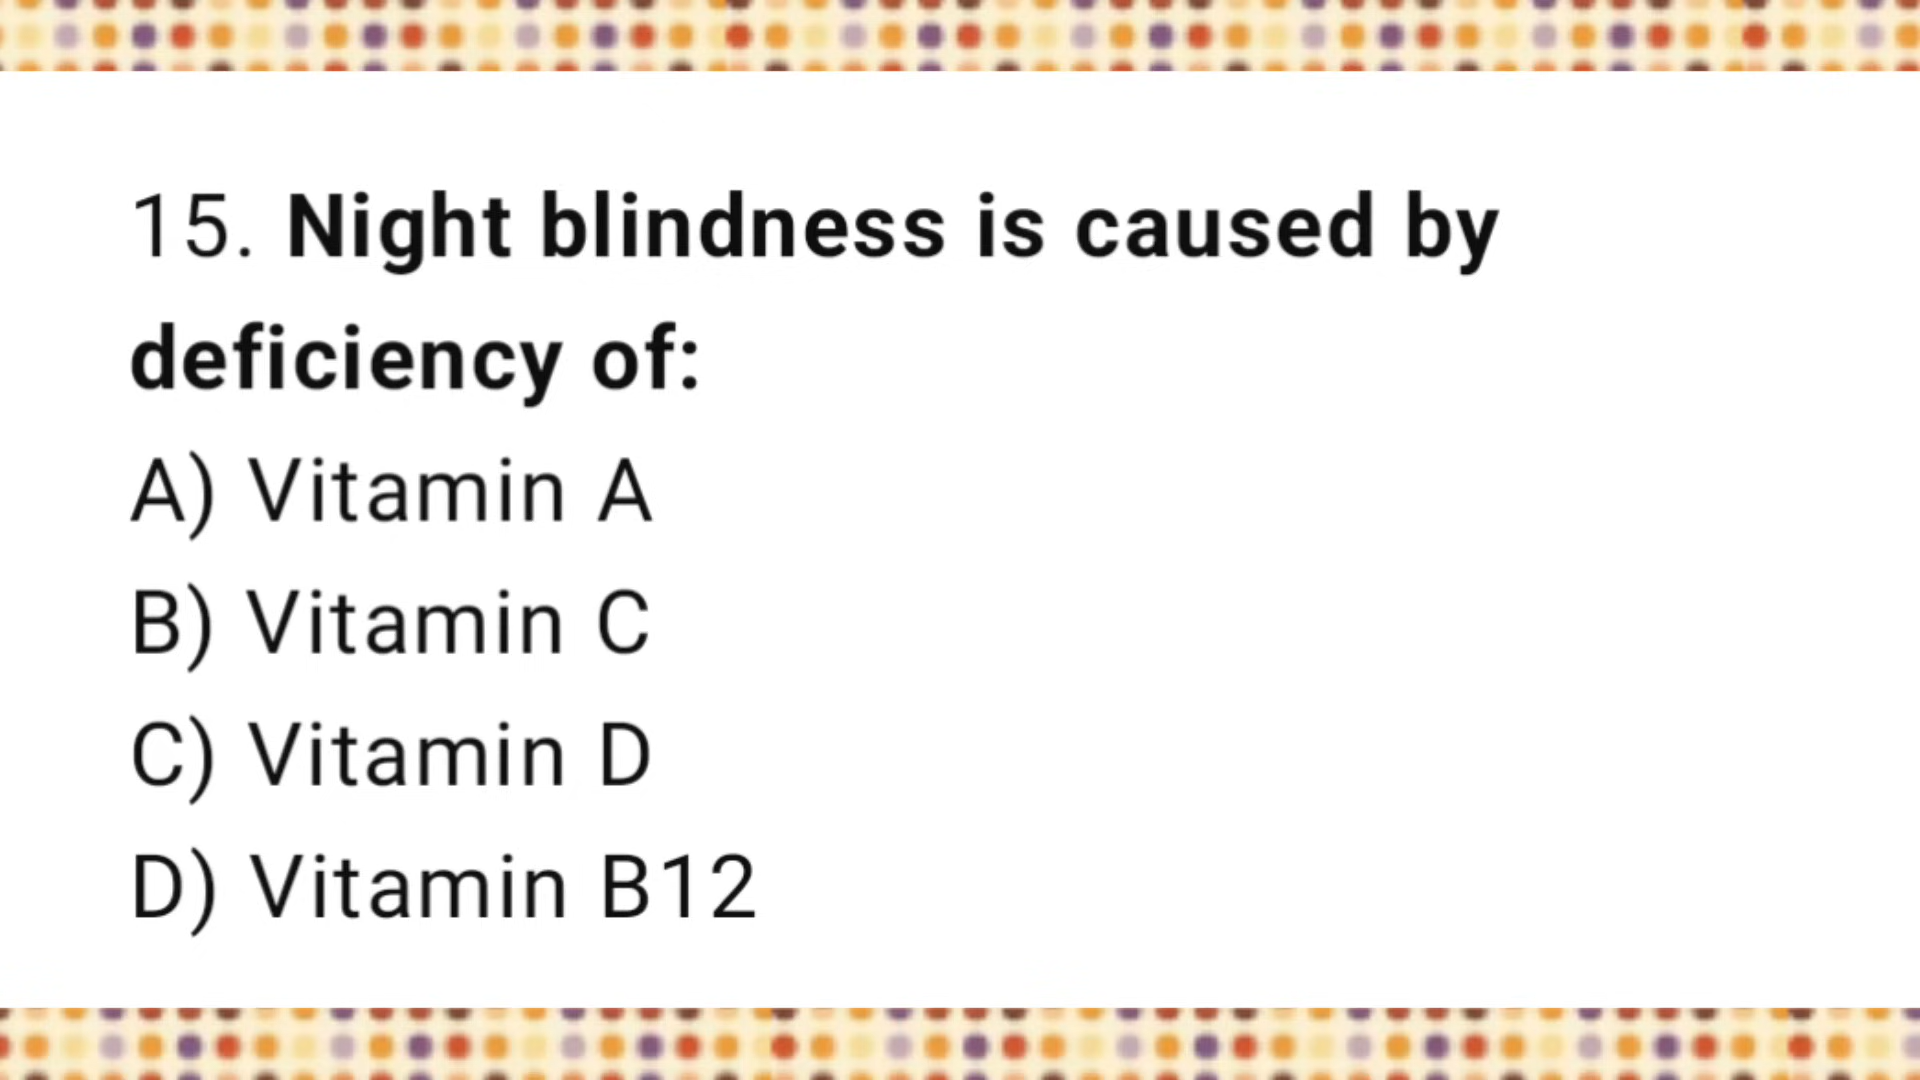 15. Night blindness is caused by
deficiency of:
A) Vitamin A
B) Vitamin C
C) Vitamin D
D) Vitamin B12